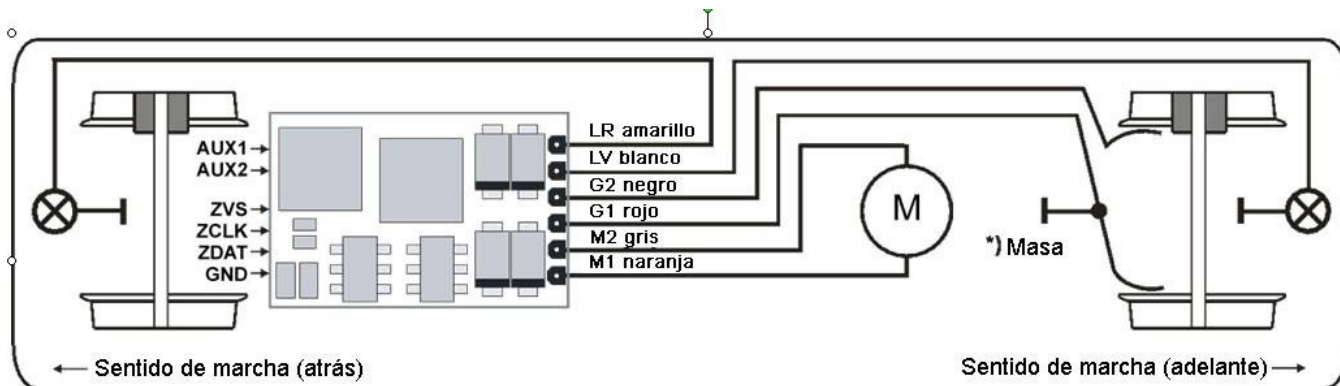 LR amarillo
AUX1
LV blanco
AUX2
G2 negro
ZVS
G1 rojo
ZCLK
M2 gris
ZDAT
M1 naranja
GND
M
*) Masa
← Sentido de marcha (atrás)
Sentido de marcha (adelante) →